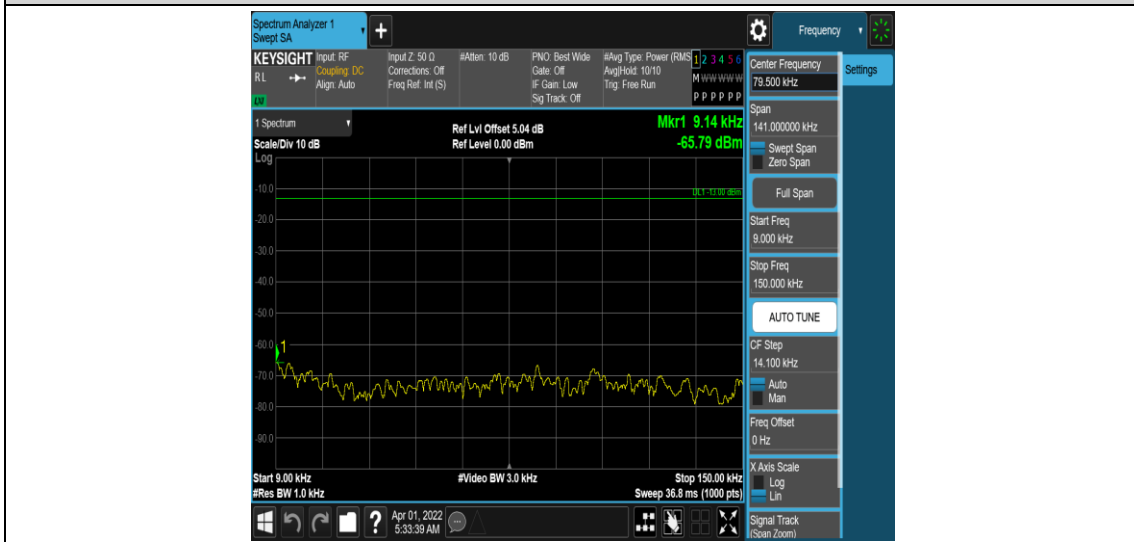 Spectrum Analyzer 1
Swept SA
+
Frequency
KEYSIGHT
RL
LXI
Input: RF
Coupling: DC
Align: Auto
Input Z: 50 Ω
Corrections: Off
Freq Ref: Int (S)
#Atten: 10 dB
PNO: Best Wide
Gate: Off
IF Gain: Low
Sig Track: Off
#Avg Type: Power (RMS
Avg|Hold: 10/10
Trig: Free Run
1 2 3 4 5 6
M W W W W W
P P P P P P
1 Spectrum
Scale/Div 10 dB
Ref Lvl Offset 5.04 dB
Ref Level 0.00 dBm
Mkr1 9.14 kHz
-65.79 dBm
Log
DL1 -13.00 dBm
-10.0
-20.0
-30.0
-40.0
-50.0
-60.0
1
-70.0
-80.0
-90.0
Start 9.00 kHz
#Res BW 1.0 kHz
#Video BW 3.0 kHz
Stop 150.00 kHz
Sweep 36.8 ms (1000 pts)
?
Apr 01, 2022
5:33:39 AM
Center Frequency
79.500 kHz
Settings
Span
141.000000 kHz
Swept Span
Zero Span
Full Span
Start Freq
9.000 kHz
Stop Freq
150.000 kHz
AUTO TUNE
CF Step
14.100 kHz
Auto
Man
Freq Offset
0 Hz
X Axis Scale
Log
Lin
Signal Track
(Span Zoom)